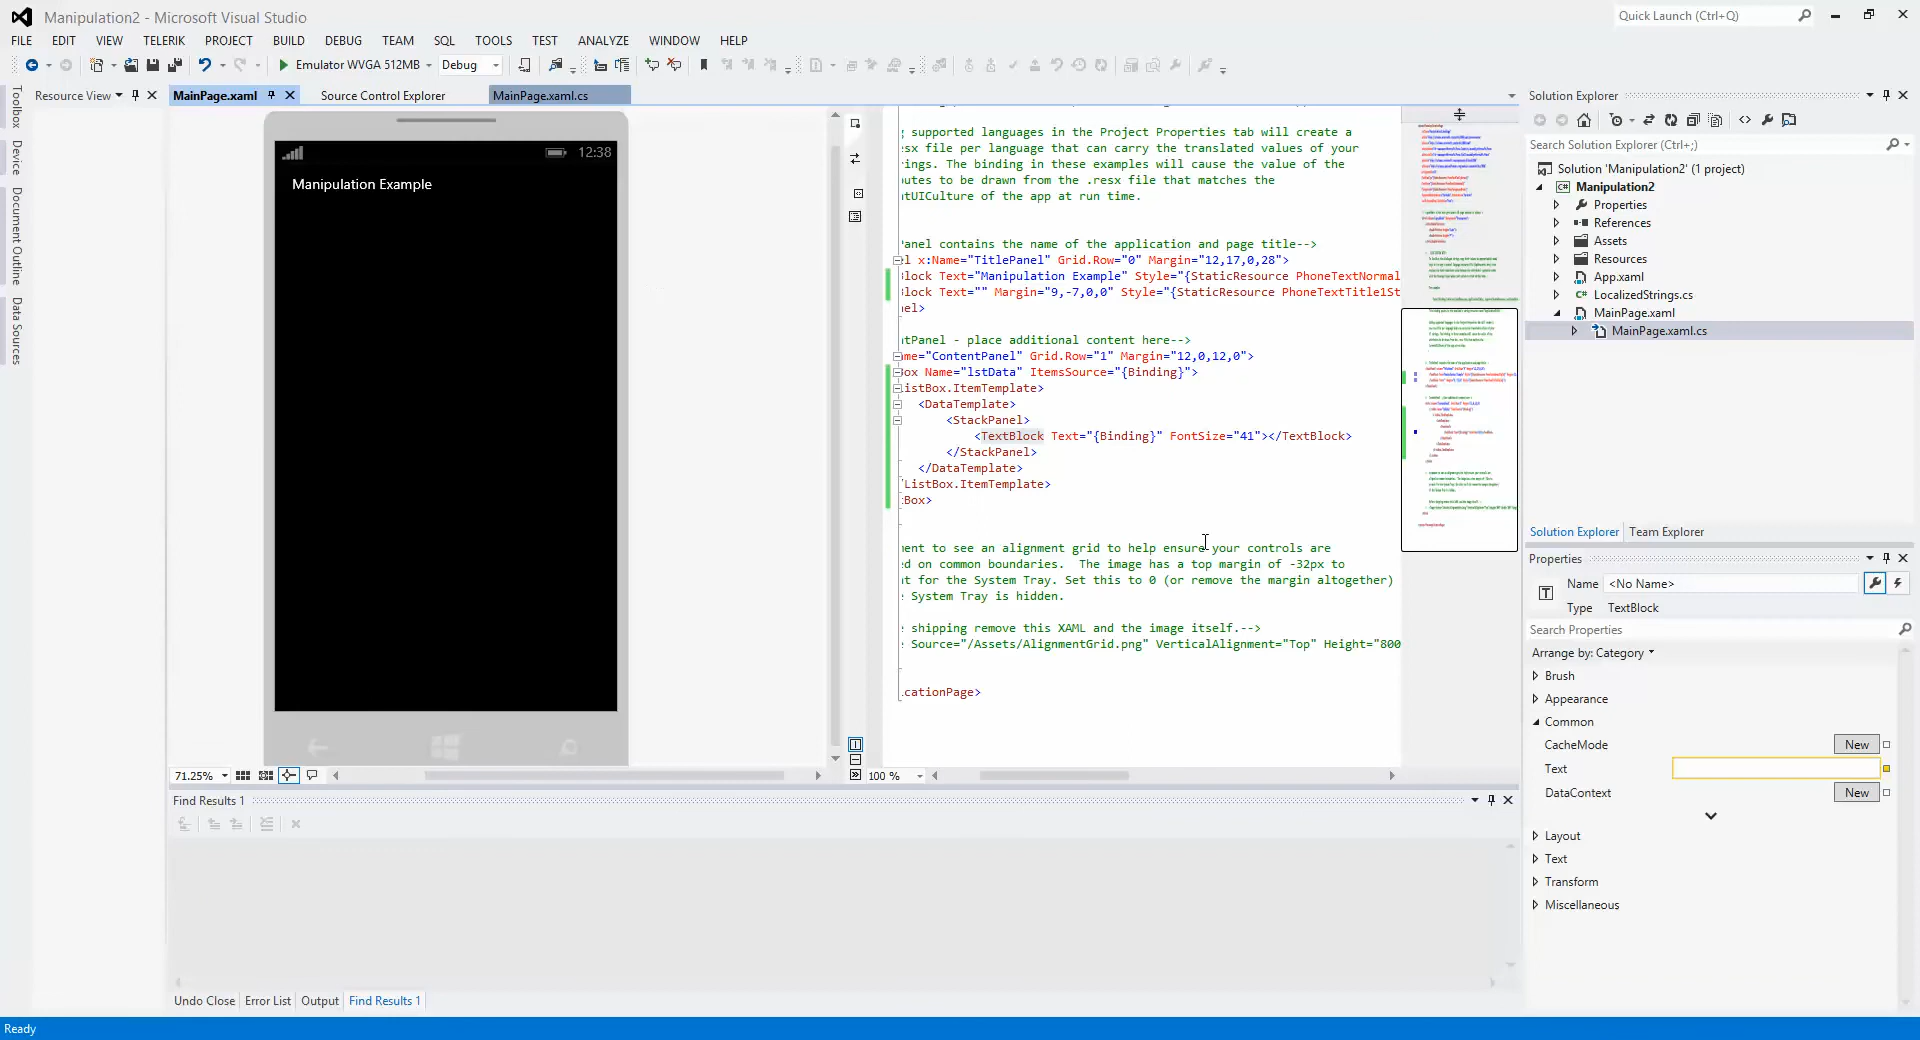 Manipulation2 - Microsoft Visual Studio
Quick Launch (Ctrl+Q)
FILE EDIT VIEW TELERIK PROJECT BUILD DEBUG TEAM SQL TOOLS TEST ANALYZE WINDOW HELP
Emulator WVGA 512MB Debug
Toolbox
Device
Document Outline
Data Sources
Resource View
MainPage.xaml
Source Control Explorer
MainPage.xaml.cs
12:38
Manipulation Example
71.25%
supported languages in the Project Properties tab will create a
esx file per language that can carry the translated values of your
rings. The binding in these examples will cause the value of the
utes to be drawn from the .resx file that matches the
tUICulture of the app at run time.
Panel contains the name of the application and page title-->
el x:Name="TitlePanel" Grid.Row="0" Margin="12,17,0,28">
Block Text="Manipulation Example" Style="{StaticResource PhoneTextNormal
Block Text="" Margin="9,-7,0,0" Style="{StaticResource PhoneTextTitle1St
nel>
ntPanel - place additional content here-->
ame="ContentPanel" Grid.Row="1" Margin="12,0,12,0">
ox Name="lstData" ItemsSource="{Binding}">
istBox.ItemTemplate>
<DataTemplate>
<StackPanel>
<TextBlock Text="{Binding}" FontSize="41"></TextBlock>
</StackPanel>
</DataTemplate>
ListBox.ItemTemplate>
tBox>
ment to see an alignment grid to help ensure your controls are
ed on common boundaries.  The image has a top margin of -32px to
t for the System Tray. Set this to 0 (or remove the margin altogether)
e System Tray is hidden.
e shipping remove this XAML and the image itself.-->
e Source="/Assets/AlignmentGrid.png" VerticalAlignment="Top" Height="800
icationPage>
100 %
Solution Explorer
Search Solution Explorer (Ctrl+;)
Solution 'Manipulation2' (1 project)
Manipulation2
Properties
References
Assets
Resources
App.xaml
LocalizedStrings.cs
MainPage.xaml
MainPage.xaml.cs
Solution Explorer Team Explorer
Properties
Name <No Name>
Type TextBlock
Search Properties
Arrange by: Category
Brush
Appearance
Common
CacheMode New
Text
DataContext New
Layout
Text
Transform
Miscellaneous
Find Results 1
Undo Close Error List Output Find Results 1
Ready